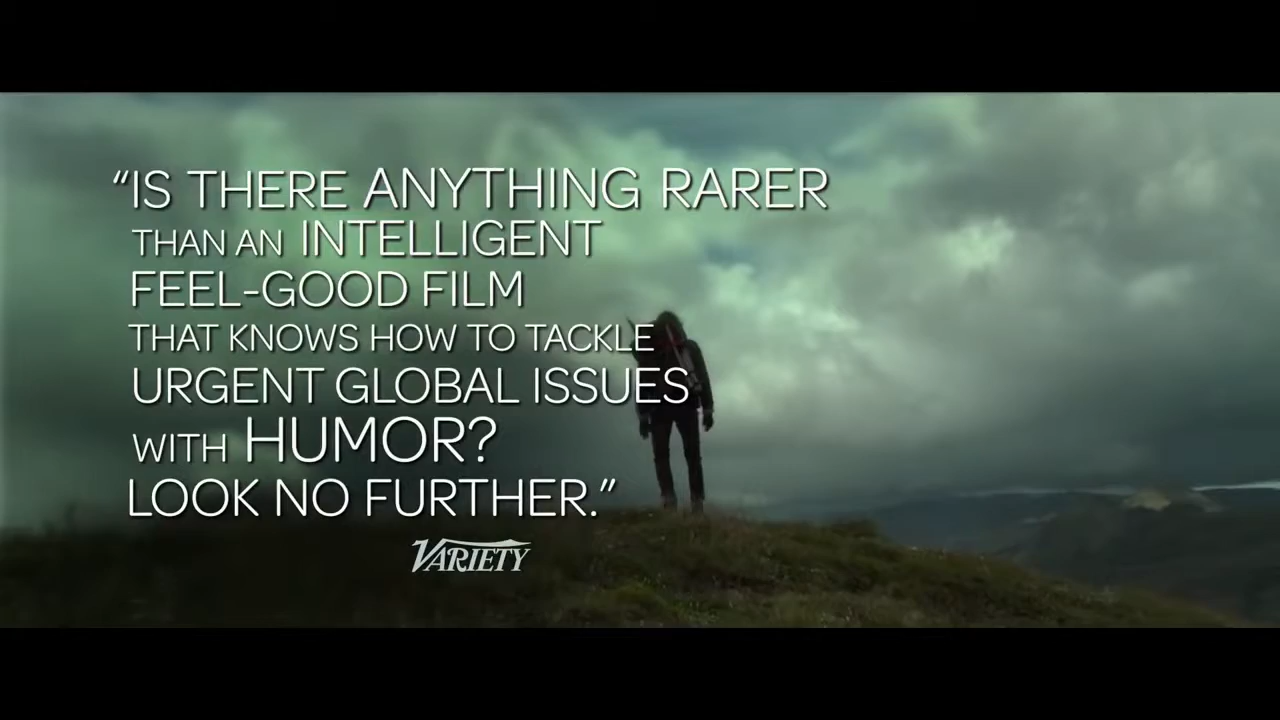 “IS THERE ANYTHING RARER
THAN AN INTELLIGENT
FEEL-GOOD FILM
THAT KNOWS HOW TO TACKLE
URGENT GLOBAL ISSUES
WITH HUMOR?
LOOK NO FURTHER.”
VARIETY